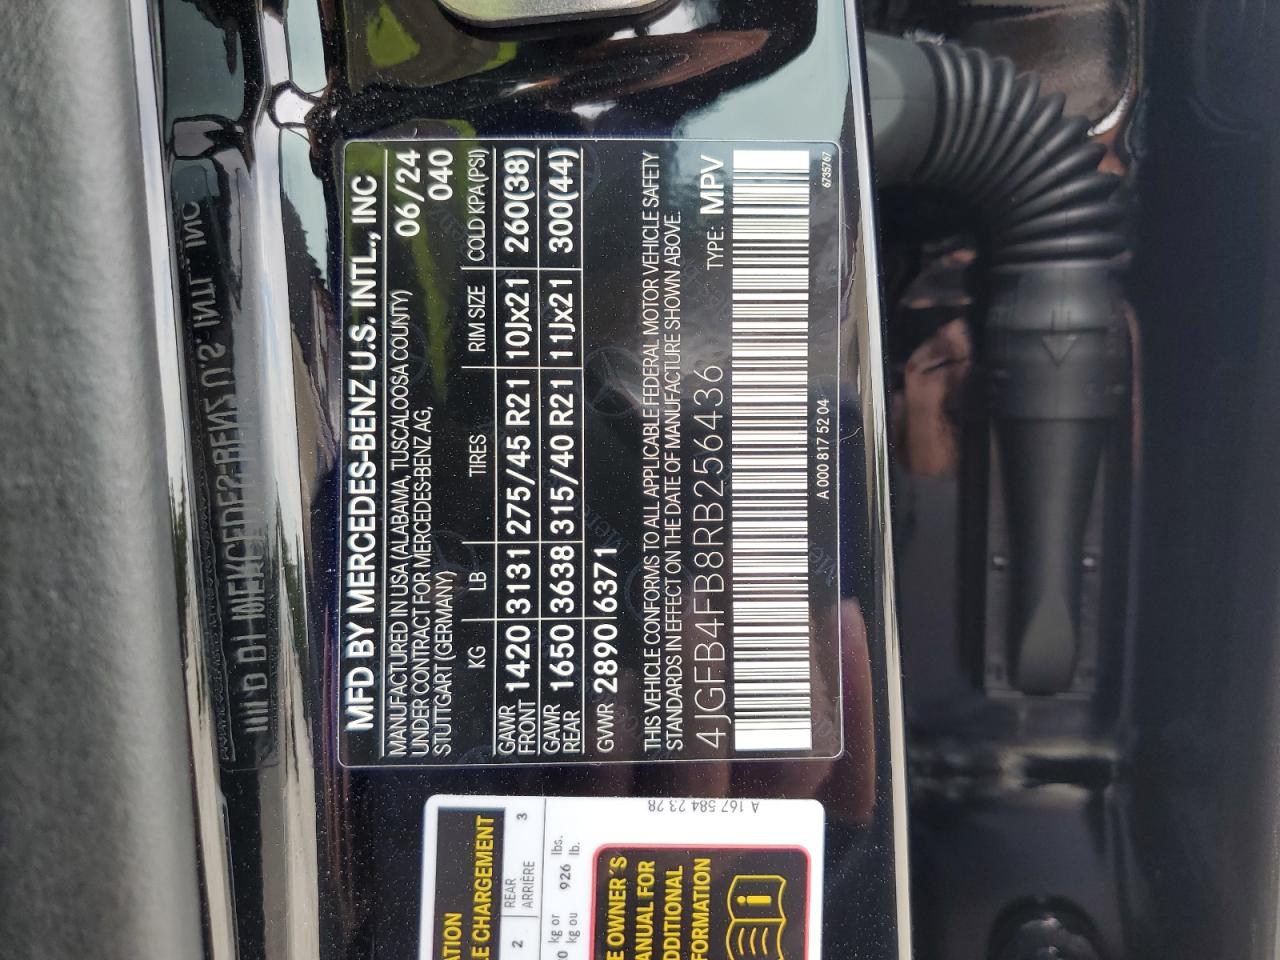 MFD BY MERCEDES-BENZ U.S. INTL., INC
MANUFACTURED IN USA (ALABAMA, TUSCALOOSA COUNTY) 06/24
UNDER CONTRACT FOR MERCEDES-BENZ AG, 040
STUTTGART (GERMANY)
KG LB TIRES RIM SIZE COLD KPA(PSI)
GAWR FRONT 1420 3131 275/45 R21 10Jx21 260(38)
GAWR REAR 1650 3638 315/40 R21 11Jx21 300(44)
GVWR 2890 6371
THIS VEHICLE CONFORMS TO ALL APPLICABLE FEDERAL MOTOR VEHICLE SAFETY
STANDARDS IN EFFECT ON THE DATE OF MANUFACTURE SHOWN ABOVE.
4JGFB4FB8RB256436 TYPE: MPV
A 000 817 52 04 6735767
ATION
E CHARGEMENT
2 REAR ARRIÈRE 3
kg or 926 lbs.
kg ou lb.
E OWNER'S
ANUAL FOR
DDITIONAL
FORMATION
i
A 167 584 23 28